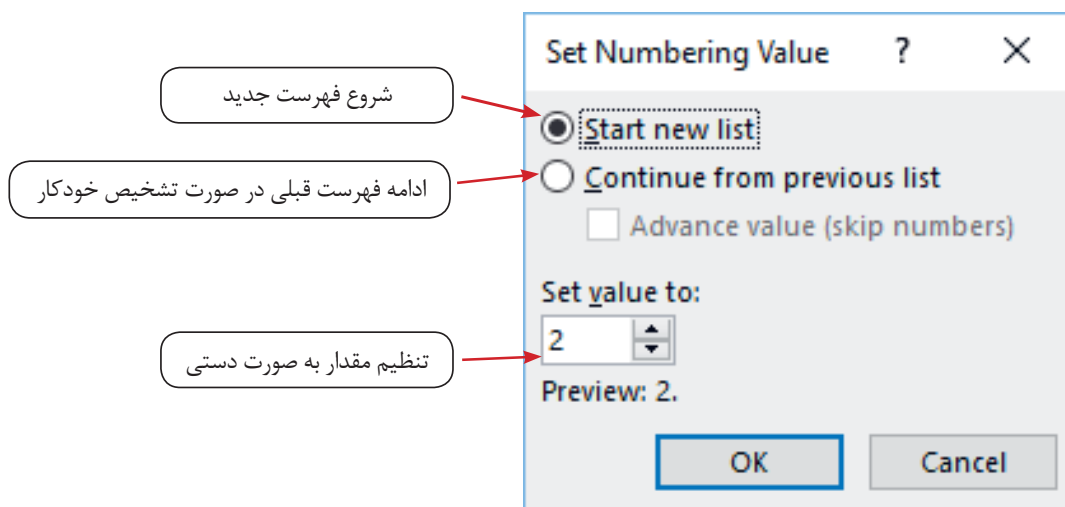 Set Numbering Value ? ×
شروع فهرست جدید
Start new list
ادامه فهرست قبلی در صورت تشخیص خودکار
Continue from previous list
Advance value (skip numbers)
Set value to:
تنظیم مقدار به صورت دستی
2
Preview: 2.
OK Cancel